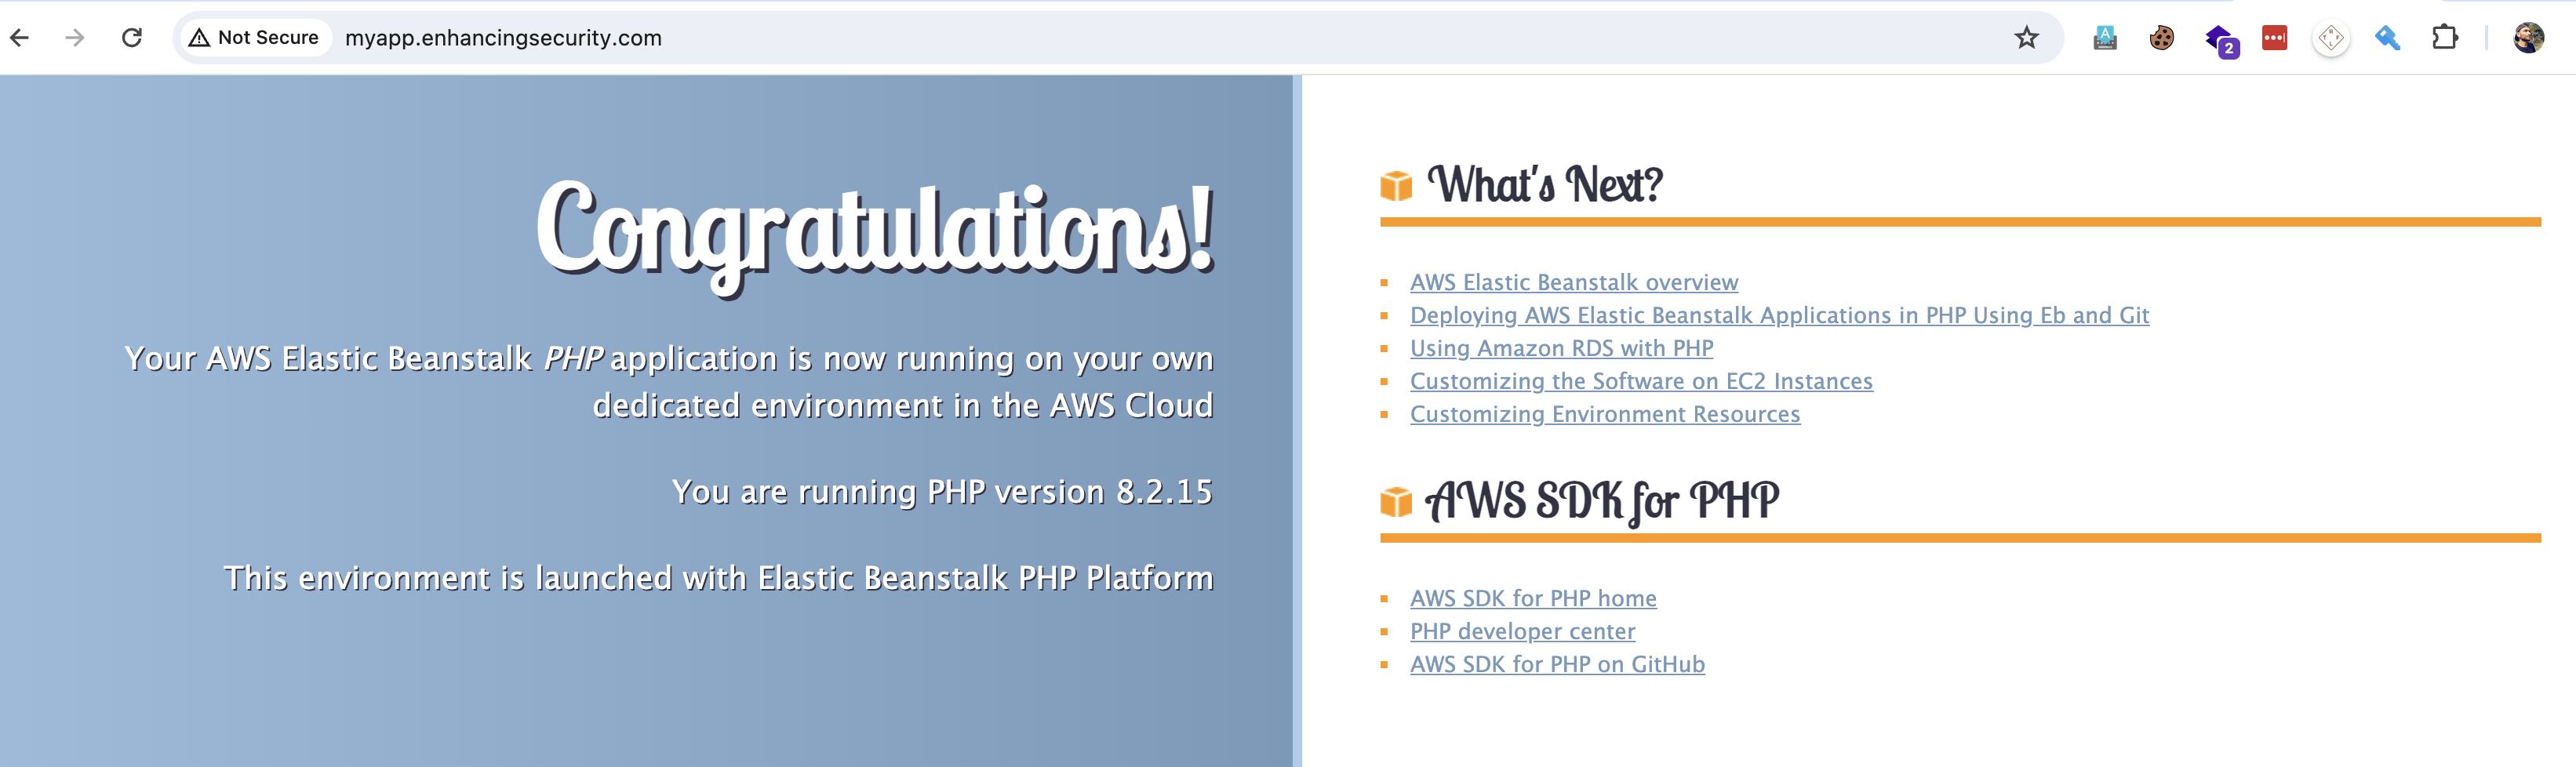 Not Secure myapp.enhancingsecurity.com
2
Congratulations!
Your AWS Elastic Beanstalk PHP application is now running on your own
dedicated environment in the AWS Cloud
You are running PHP version 8.2.15
This environment is launched with Elastic Beanstalk PHP Platform
What's Next?
AWS Elastic Beanstalk overview
Deploying AWS Elastic Beanstalk Applications in PHP Using Eb and Git
Using Amazon RDS with PHP
Customizing the Software on EC2 Instances
Customizing Environment Resources
AWS SDK for PHP
AWS SDK for PHP home
PHP developer center
AWS SDK for PHP on GitHub